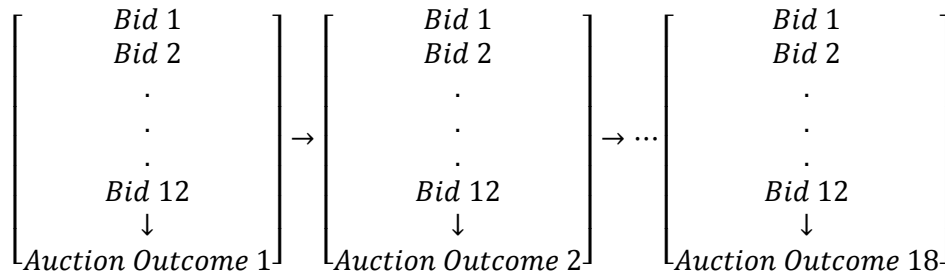 Bid 1 Bid 1 Bid 1
Bid 2 Bid 2 Bid 2
. . .
. → . → ⋯ .
. . .
Bid 12 Bid 12 Bid 12
↓ ↓ ↓
Auction Outcome 1 Auction Outcome 2 Auction Outcome 18